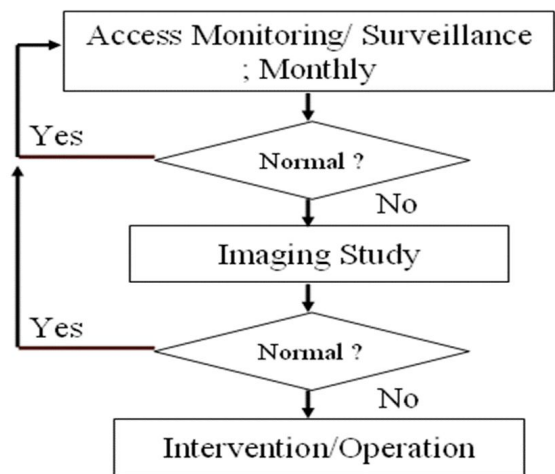 Access Monitoring/ Surveillance
; Monthly
Yes
Normal ?
No
Imaging Study
Yes
Normal ?
No
Intervention/Operation